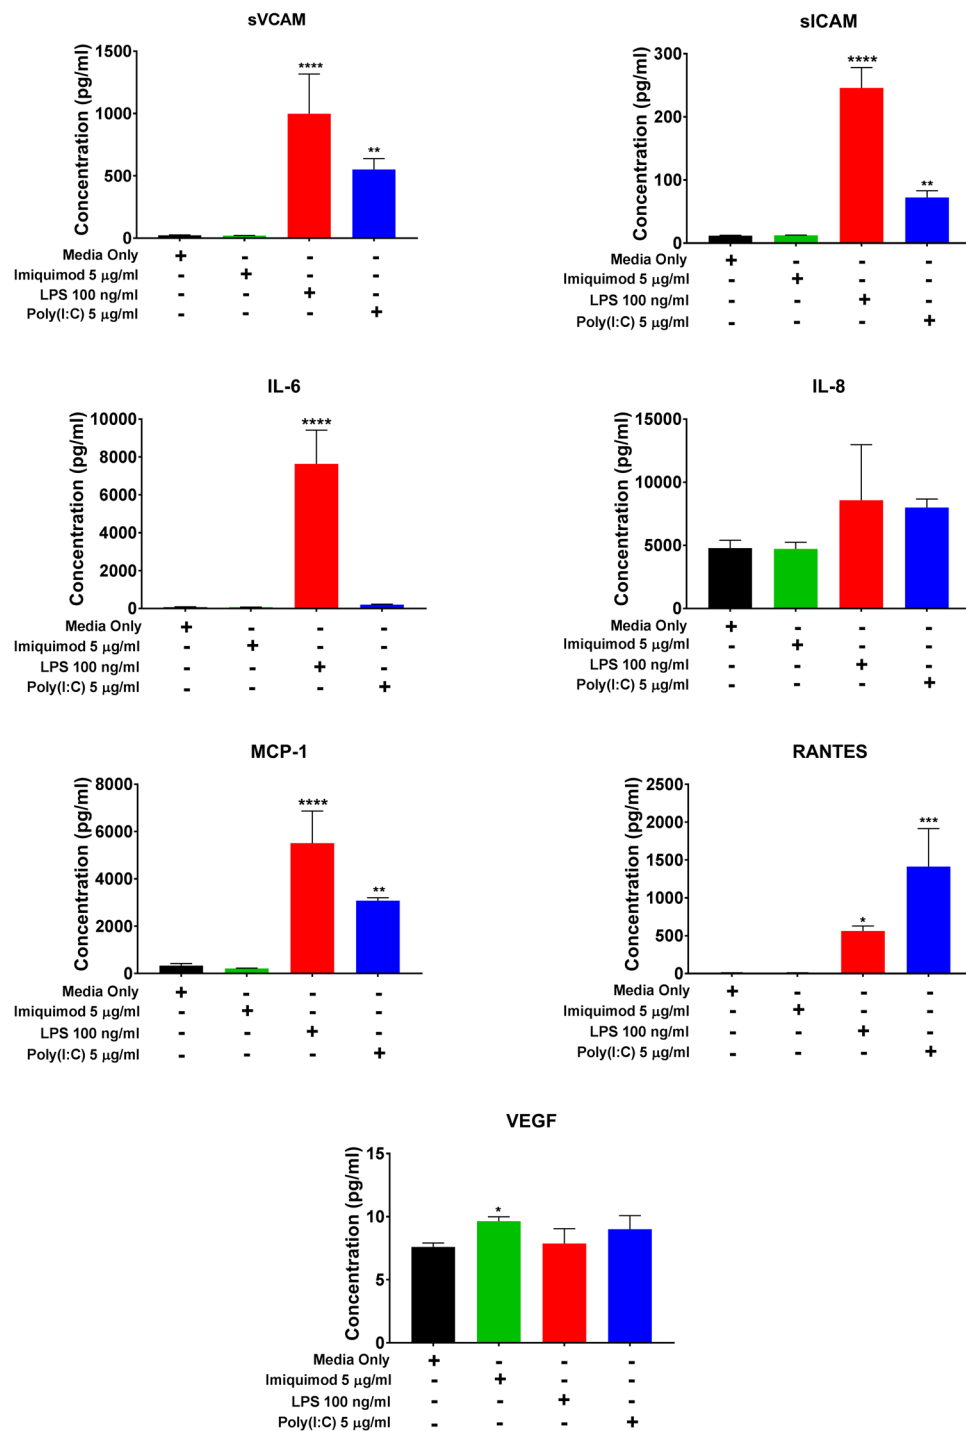 sVCAM
Concentration (pg/ml)
1500
1000
500
0
****
**
Media Only + - - -
Imiquimod 5 µg/ml - + - -
LPS 100 ng/ml - - + -
Poly(I:C) 5 µg/ml - - - +
sICAM
Concentration (pg/ml)
300
200
100
0
****
**
Media Only + - - -
Imiquimod 5 µg/ml - + - -
LPS 100 ng/ml - - + -
Poly(I:C) 5 µg/ml - - - +
IL-6
Concentration (pg/ml)
10000
8000
6000
4000
2000
0
****
Media Only + - - -
Imiquimod 5 µg/ml - + - -
LPS 100 ng/ml - - + -
Poly(I:C) 5 µg/ml - - - +
IL-8
Concentration (pg/ml)
15000
10000
5000
0
Media Only + - - -
Imiquimod 5 µg/ml - + - -
LPS 100 ng/ml - - + -
Poly(I:C) 5 µg/ml - - - +
MCP-1
Concentration (pg/ml)
8000
6000
4000
2000
0
****
**
Media Only + - - -
Imiquimod 5 µg/ml - + - -
LPS 100 ng/ml - - + -
Poly(I:C) 5 µg/ml - - - +
RANTES
Concentration (pg/ml)
2500
2000
1500
1000
500
0
*
***
Media Only + - - -
Imiquimod 5 µg/ml - + - -
LPS 100 ng/ml - - + -
Poly(I:C) 5 µg/ml - - - +
VEGF
Concentration (pg/ml)
15
10
5
0
*
Media Only + - - -
Imiquimod 5 µg/ml - + - -
LPS 100 ng/ml - - + -
Poly(I:C) 5 µg/ml - - - +